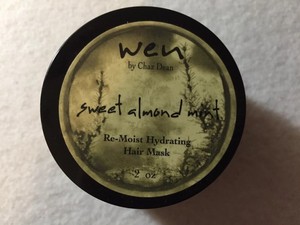 wen
by Chaz Dean
sweet almond mint
Re-Moist Hydrating
Hair Mask
2 oz